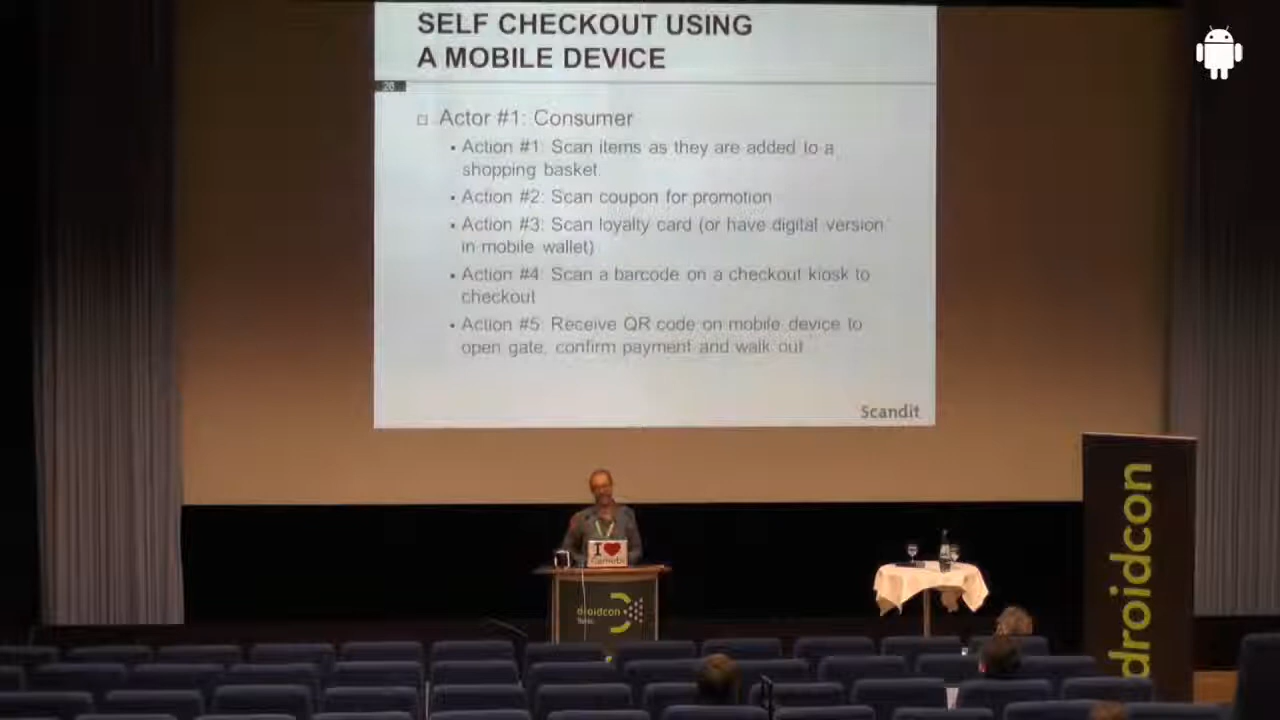 SELF CHECKOUT USING
A MOBILE DEVICE
26
Actor #1: Consumer
Action #1: Scan items as they are added to a
shopping basket.
Action #2: Scan coupon for promotion
Action #3: Scan loyalty card (or have digital version
in mobile wallet)
Action #4: Scan a barcode on a checkout kiosk to
checkout
Action #5: Receive QR code on mobile device to
open gate, confirm payment and walk out
Scandit
I
droidcon
droidcon